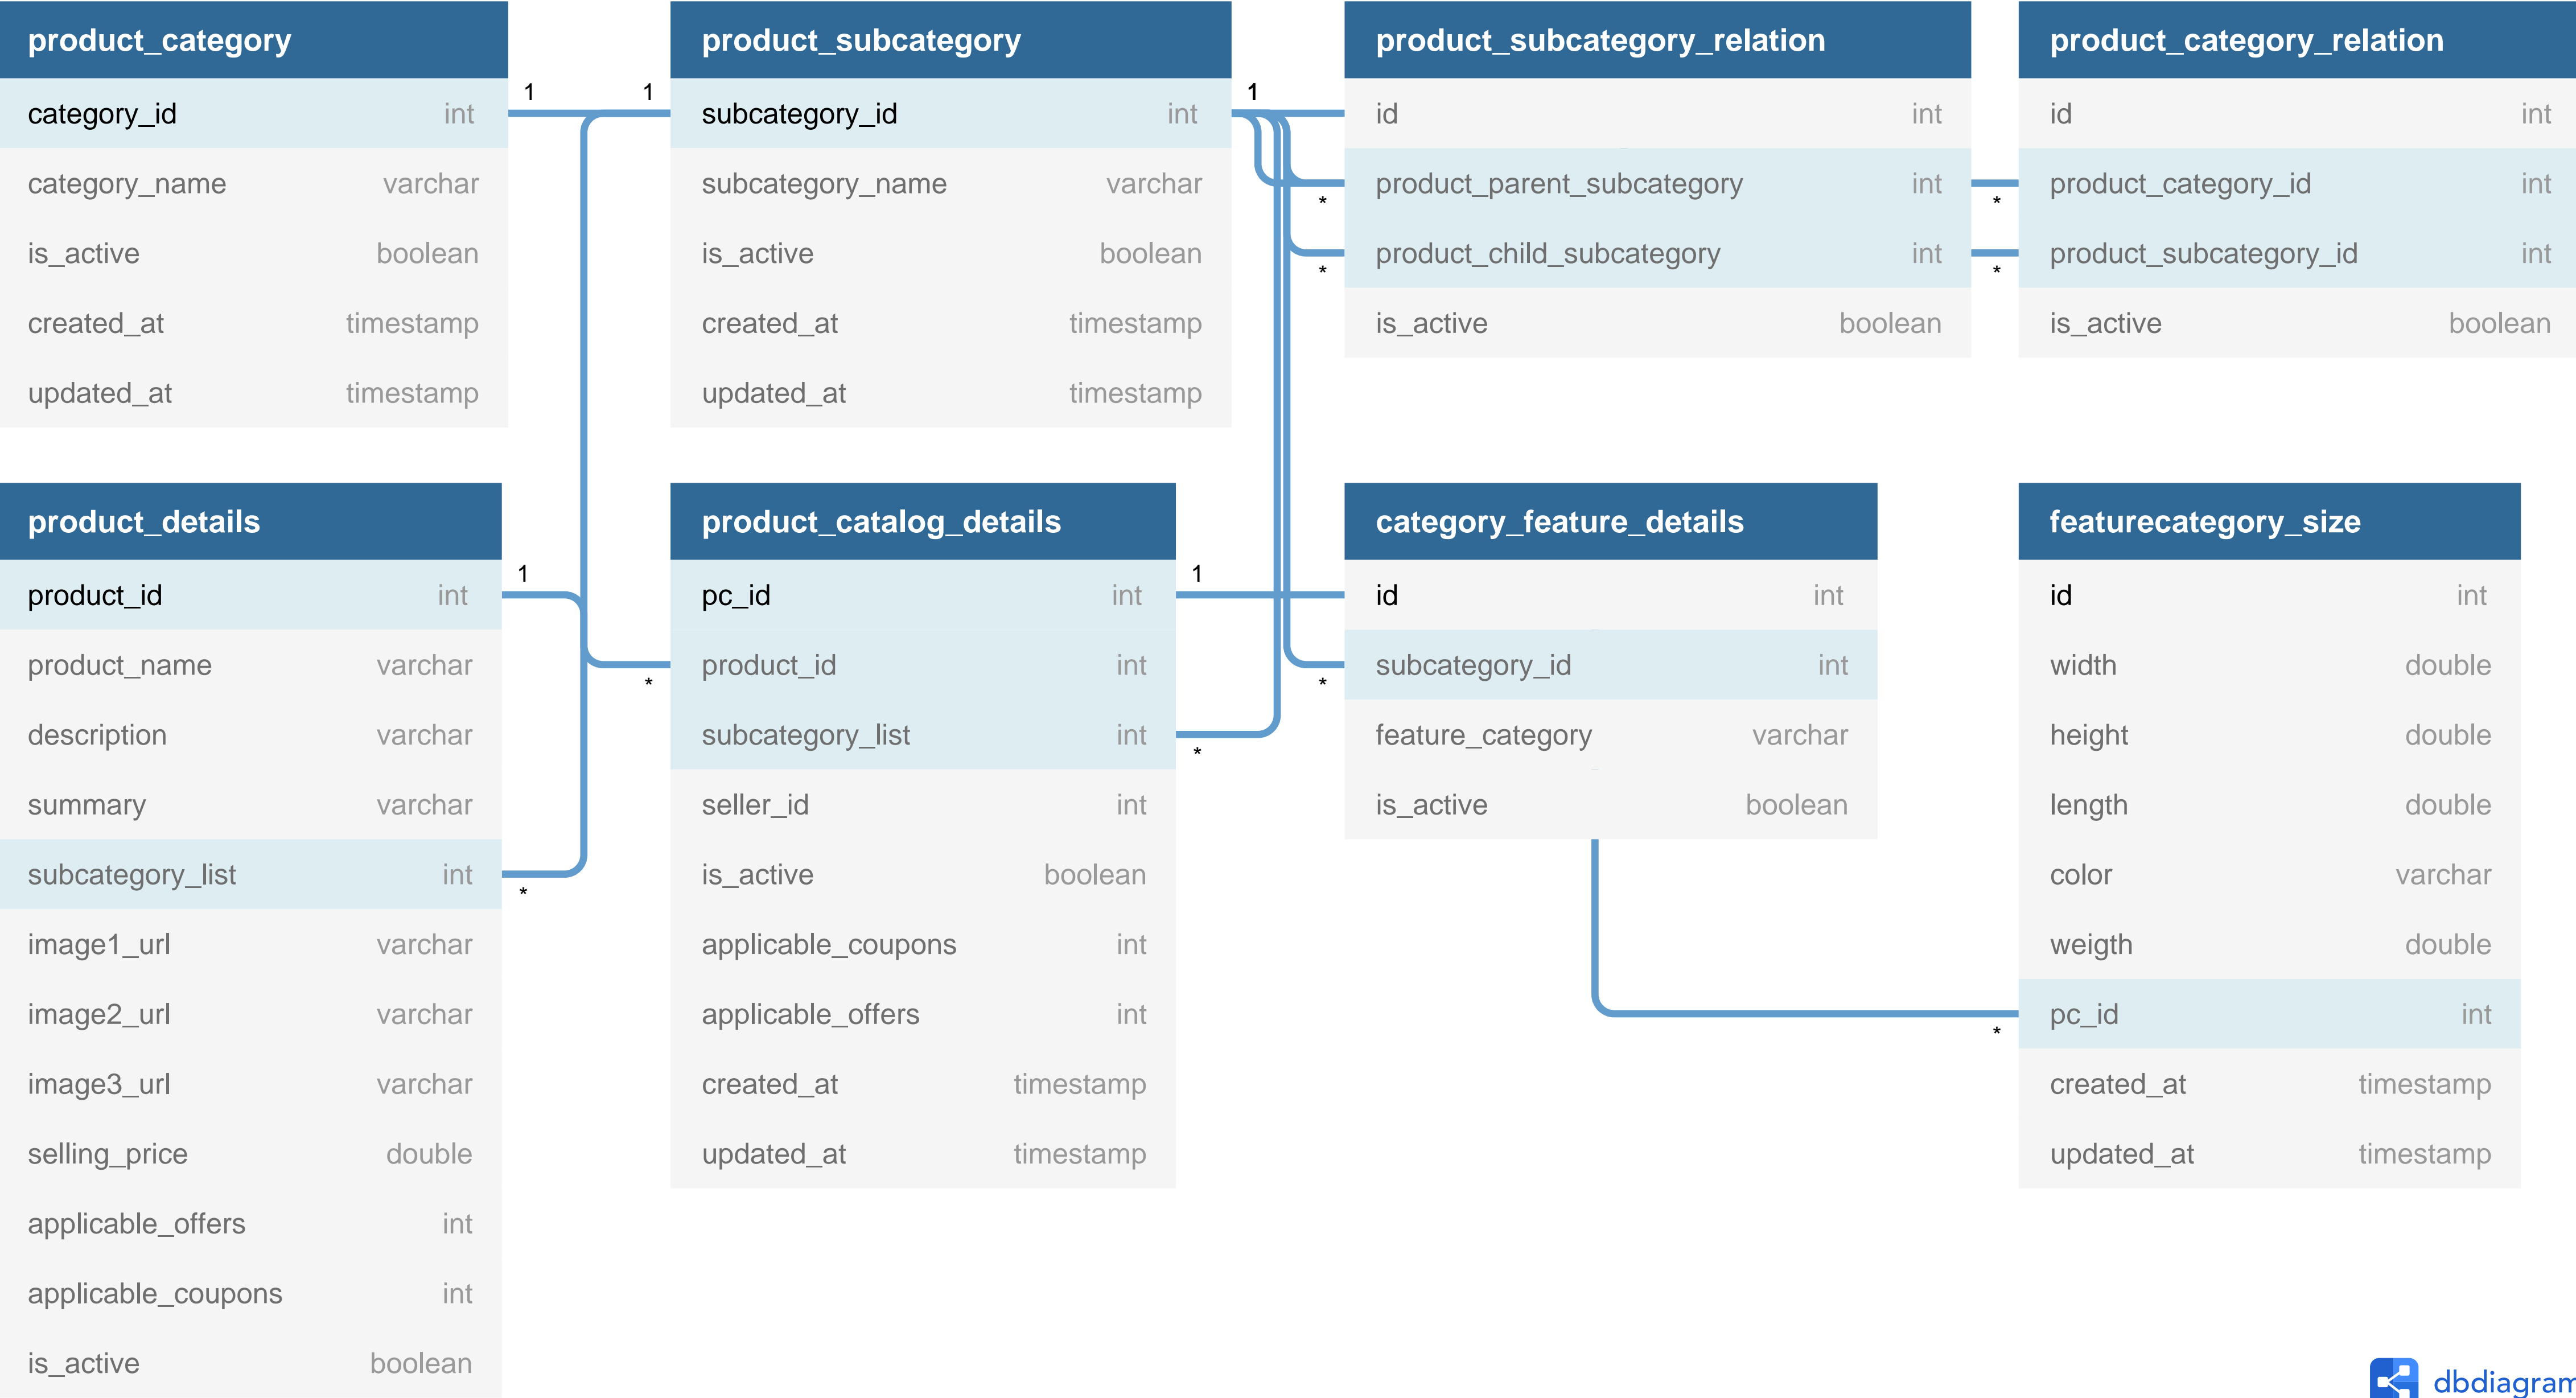 product_category
category_id int
category_name varchar
is_active boolean
created_at timestamp
updated_at timestamp
1
1
product_subcategory
subcategory_id int
subcategory_name varchar
is_active boolean
created_at timestamp
updated_at timestamp
1
product_subcategory_relation
id int
product_parent_subcategory int
product_child_subcategory int
is_active boolean
*
*
product_category_relation
id int
product_category_id int
product_subcategory_id int
is_active boolean
*
*
product_details
product_id int
product_name varchar
description varchar
summary varchar
subcategory_list int
image1_url varchar
image2_url varchar
image3_url varchar
selling_price double
applicable_offers int
applicable_coupons int
is_active boolean
1
*
*
product_catalog_details
pc_id int
product_id int
subcategory_list int
seller_id int
is_active boolean
applicable_coupons int
applicable_offers int
created_at timestamp
updated_at timestamp
1
*
*
category_feature_details
id int
subcategory_id int
feature_category varchar
is_active boolean
*
featurecategory_size
id int
width double
height double
length double
color varchar
weigth double
pc_id int
created_at timestamp
updated_at timestamp
dbdiagram